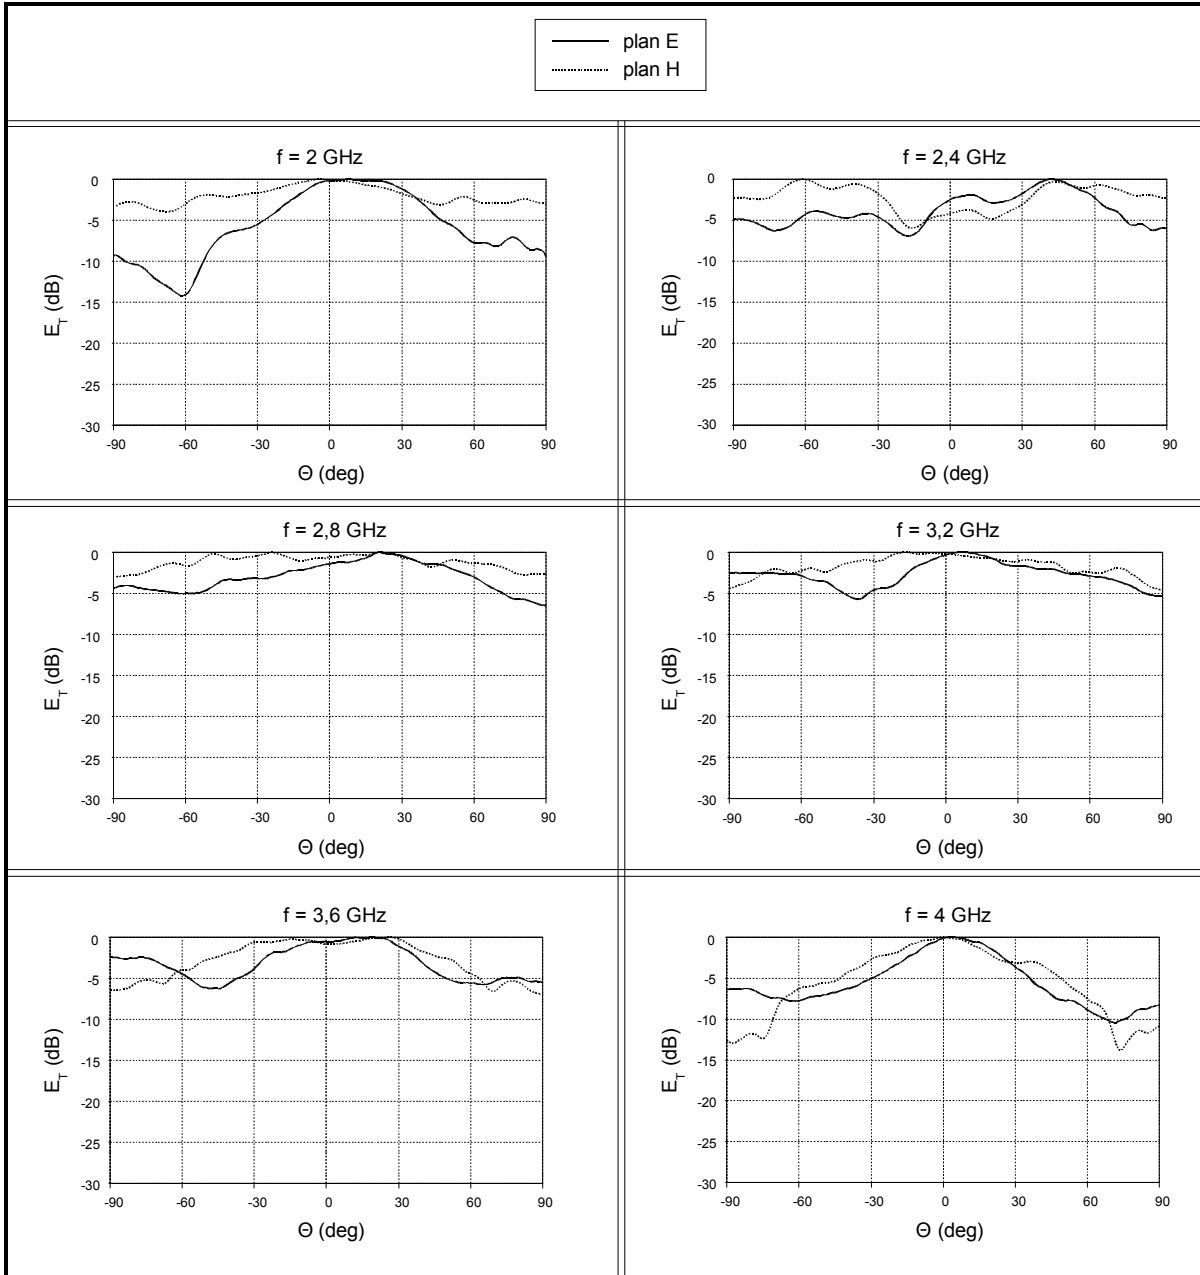 plan E
plan H
f = 2 GHz
0
-5
-10
-15
-20
-25
-30
E_T (dB)
-90 -60 -30 0 30 60 90
Θ (deg)
f = 2,4 GHz
0
-5
-10
-15
-20
-25
-30
E_T (dB)
-90 -60 -30 0 30 60 90
Θ (deg)
f = 2,8 GHz
0
-5
-10
-15
-20
-25
-30
E_T (dB)
-90 -60 -30 0 30 60 90
Θ (deg)
f = 3,2 GHz
0
-5
-10
-15
-20
-25
-30
E_T (dB)
-90 -60 -30 0 30 60 90
Θ (deg)
f = 3,6 GHz
0
-5
-10
-15
-20
-25
-30
E_T (dB)
-90 -60 -30 0 30 60 90
Θ (deg)
f = 4 GHz
0
-5
-10
-15
-20
-25
-30
E_T (dB)
-90 -60 -30 0 30 60 90
Θ (deg)